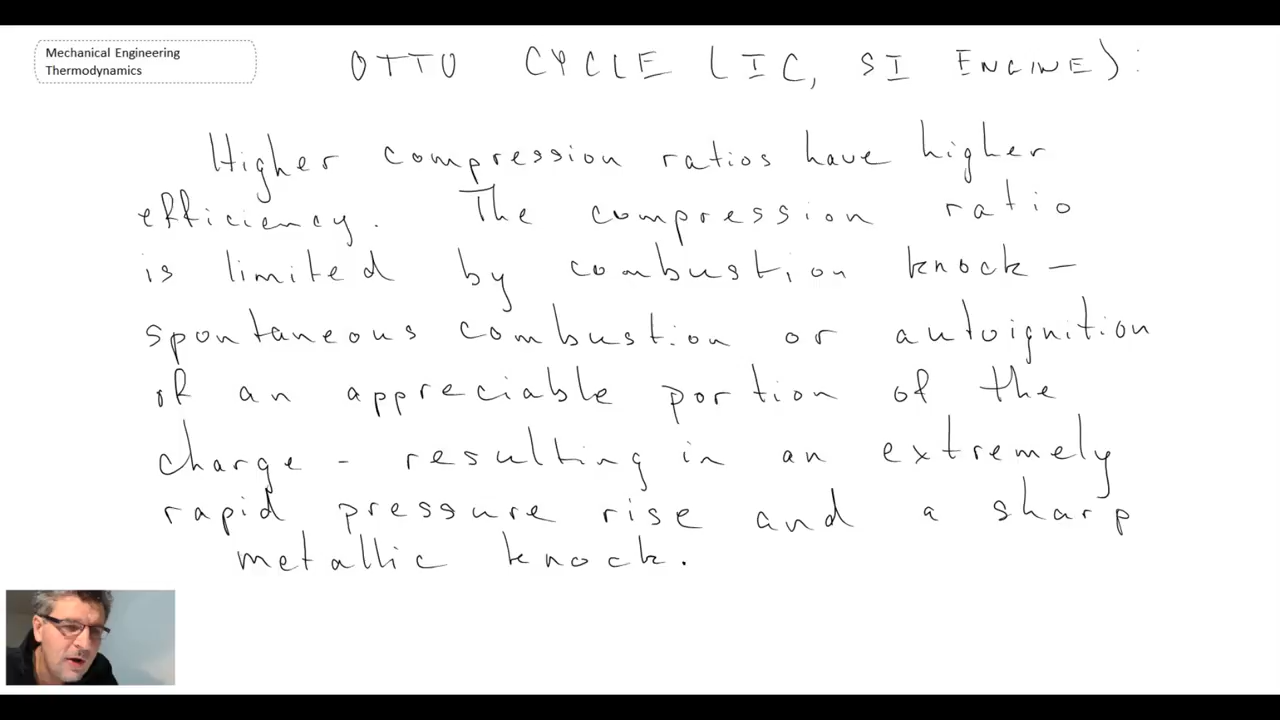 Mechanical Engineering
Thermodynamics
OTTO CYCLE (IC, SI ENGINE):
Higher compression ratios have higher
efficiency. The compression ratio
is limited by combustion knock -
spontaneous combustion or autoignition
of an appreciable portion of the
charge - resulting in an extremely
rapid pressure rise and a sharp
metallic knock.